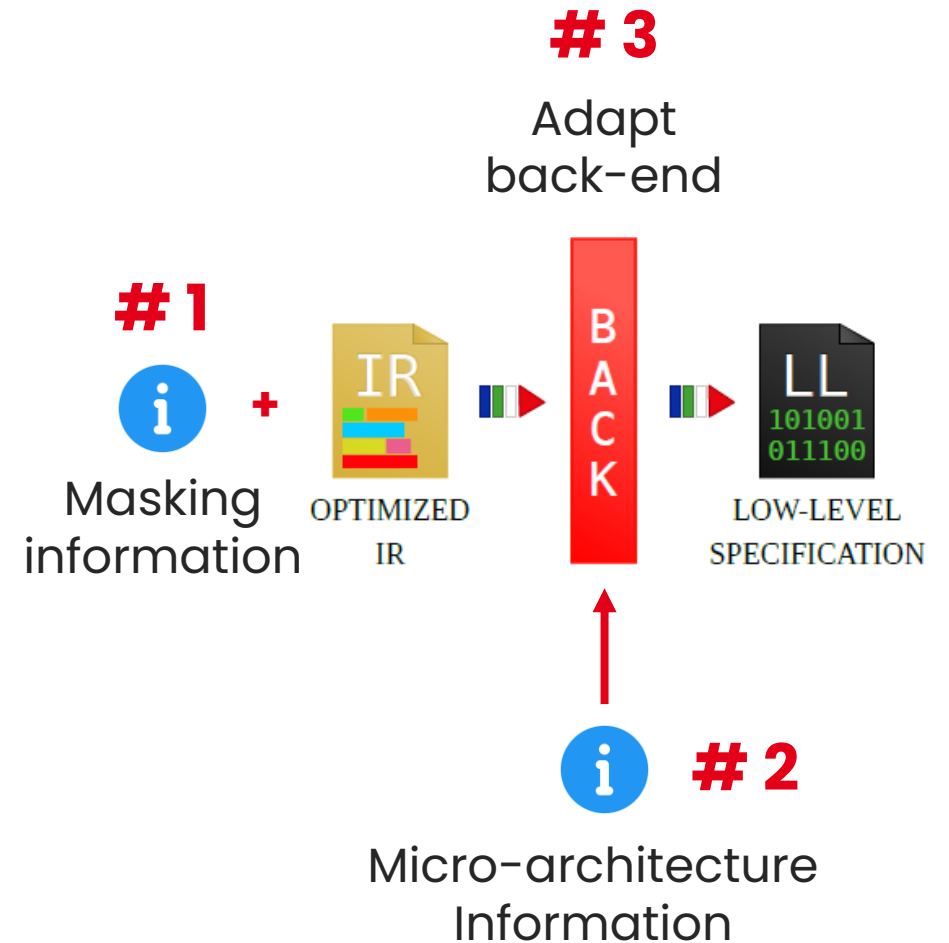 # 3
Adapt
back-end
# 1
i
+
Masking
information
IR
OPTIMIZED
IR
B
A
C
K
LL
101001
011100
LOW-LEVEL
SPECIFICATION
i
# 2
Micro-architecture
Information